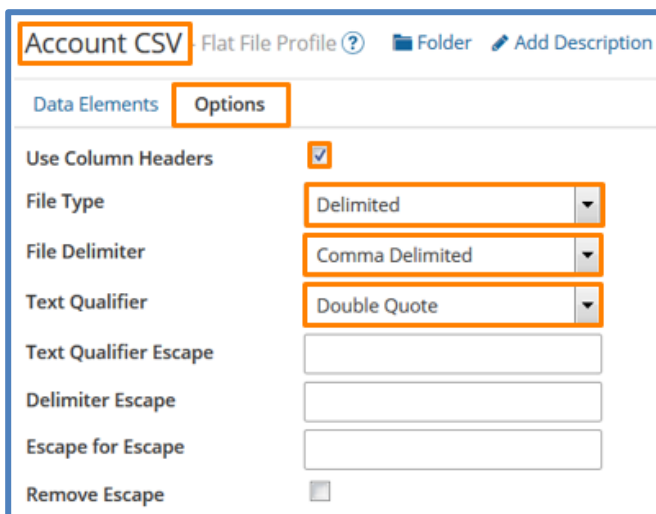 Account CSV - Flat File Profile ? Folder Add Description
Data Elements Options
Use Column Headers
File Type Delimited
File Delimiter Comma Delimited
Text Qualifier Double Quote
Text Qualifier Escape
Delimiter Escape
Escape for Escape
Remove Escape